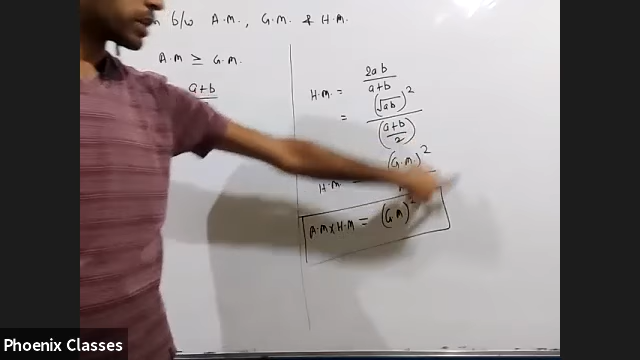 b/w A.M., G.M. & H.M.
A.M ≥ G.M.
a+b
H.M. = 2ab / a+b
= (√ab)² / (a+b / 2)
H.M. = (G.M.)²
A.M x H.M = (G.M)²
Phoenix Classes